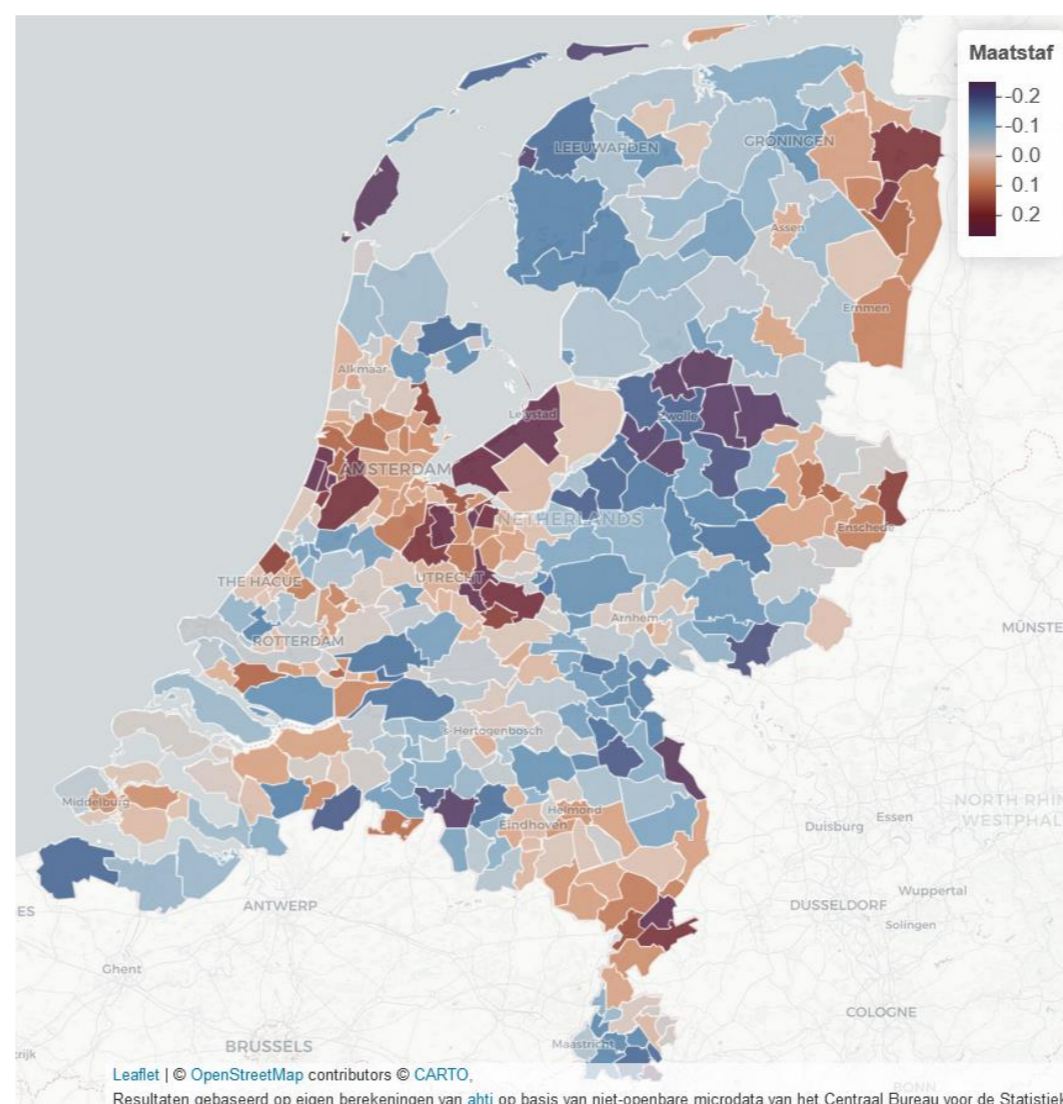 Maatstaf
-0.2
-0.1
0.0
0.1
0.2
LEEUWARDEN
GRONINGEN
Assen
Emmen
Alkmaar
Lelystad
Zwolle
AMSTERDAM
NETHERLANDS
Enschede
THE HAGUE
UTRECHT
Arnhem
ROTTERDAM
MÜNSTE
's-Hertogenbosch
Middelburg
Helmond
Eindhoven
NORTH RHIN
WESTPHAL
Duisburg
Essen
ES
ANTWERP
DUSSELDORF
Wuppertal
Solingen
Ghent
COLOGNE
rijk
BRUSSELS
Maastricht
BONN
Leaflet | © OpenStreetMap contributors © CARTO,
Resultaten gebaseerd op eigen berekeningen van ahti op basis van niet-openbare microdata van het Centraal Bureau voor de Statistiek